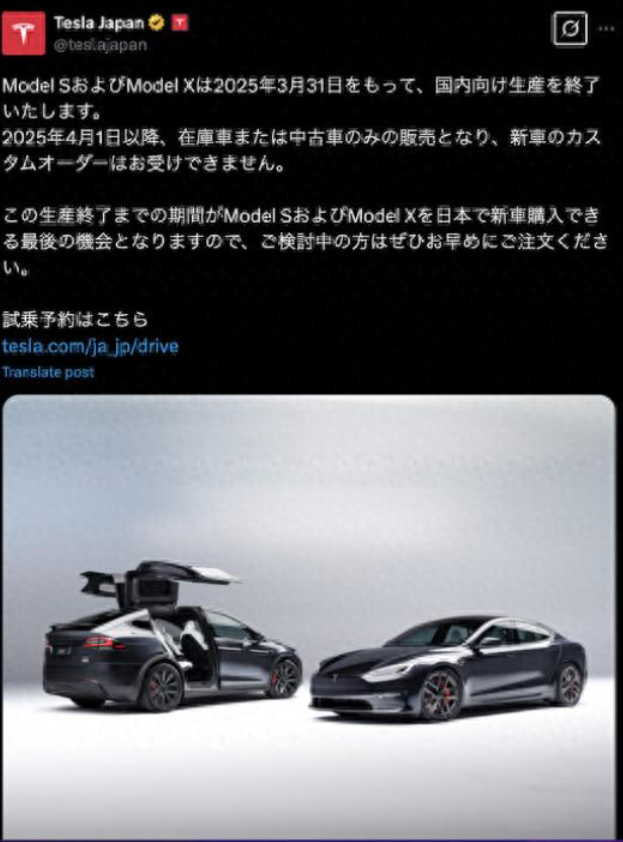 Tesla Japan
@teslajapan
Model SおよびModel Xは2025年3月31日をもって、国内向け生産を終了
いたします。
2025年4月1日以降、在庫車または中古車のみの販売となり、新車のカス
タムオーダーはお受けできません。
この生産終了までの期間がModel SおよびModel Xを日本で新車購入でき
る最後の機会となりますので、ご検討中の方はぜひお早めにご注文くださ
い。
試乗予約はこちら
tesla.com/ja_jp/drive
Translate post